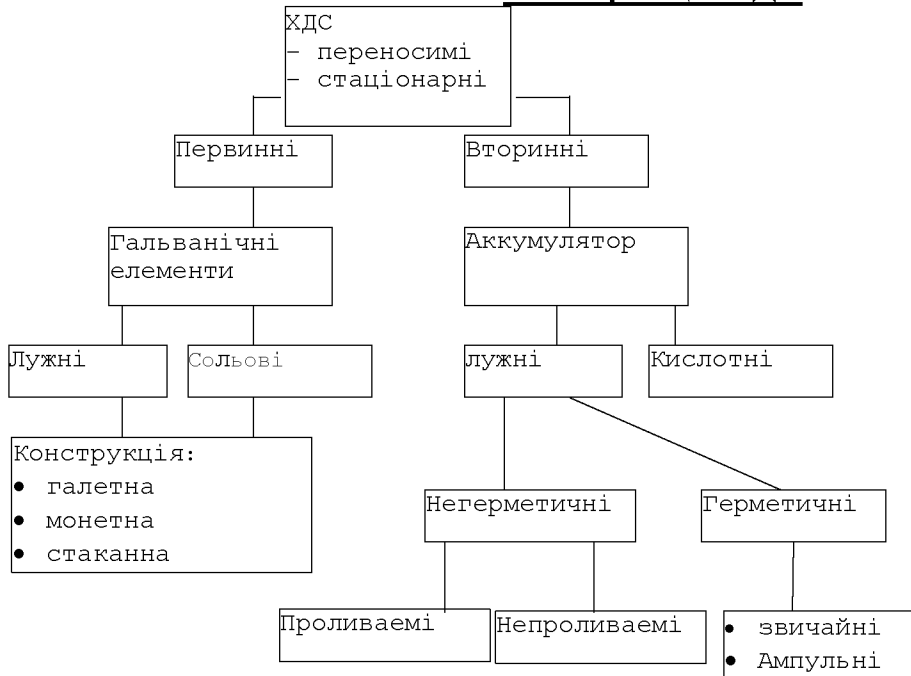 ХДС
– переносимі
– стаціонарні
Первинні
Вторинні
Гальванічні
елементи
Аккумулятор
Лужні
Сольові
лужні
Кислотні
Конструкція:
• галетна
• монетна
• стаканна
Негерметичні
Герметичні
Проливаемі
Непроливаемі
• звичайні
• Ампульні